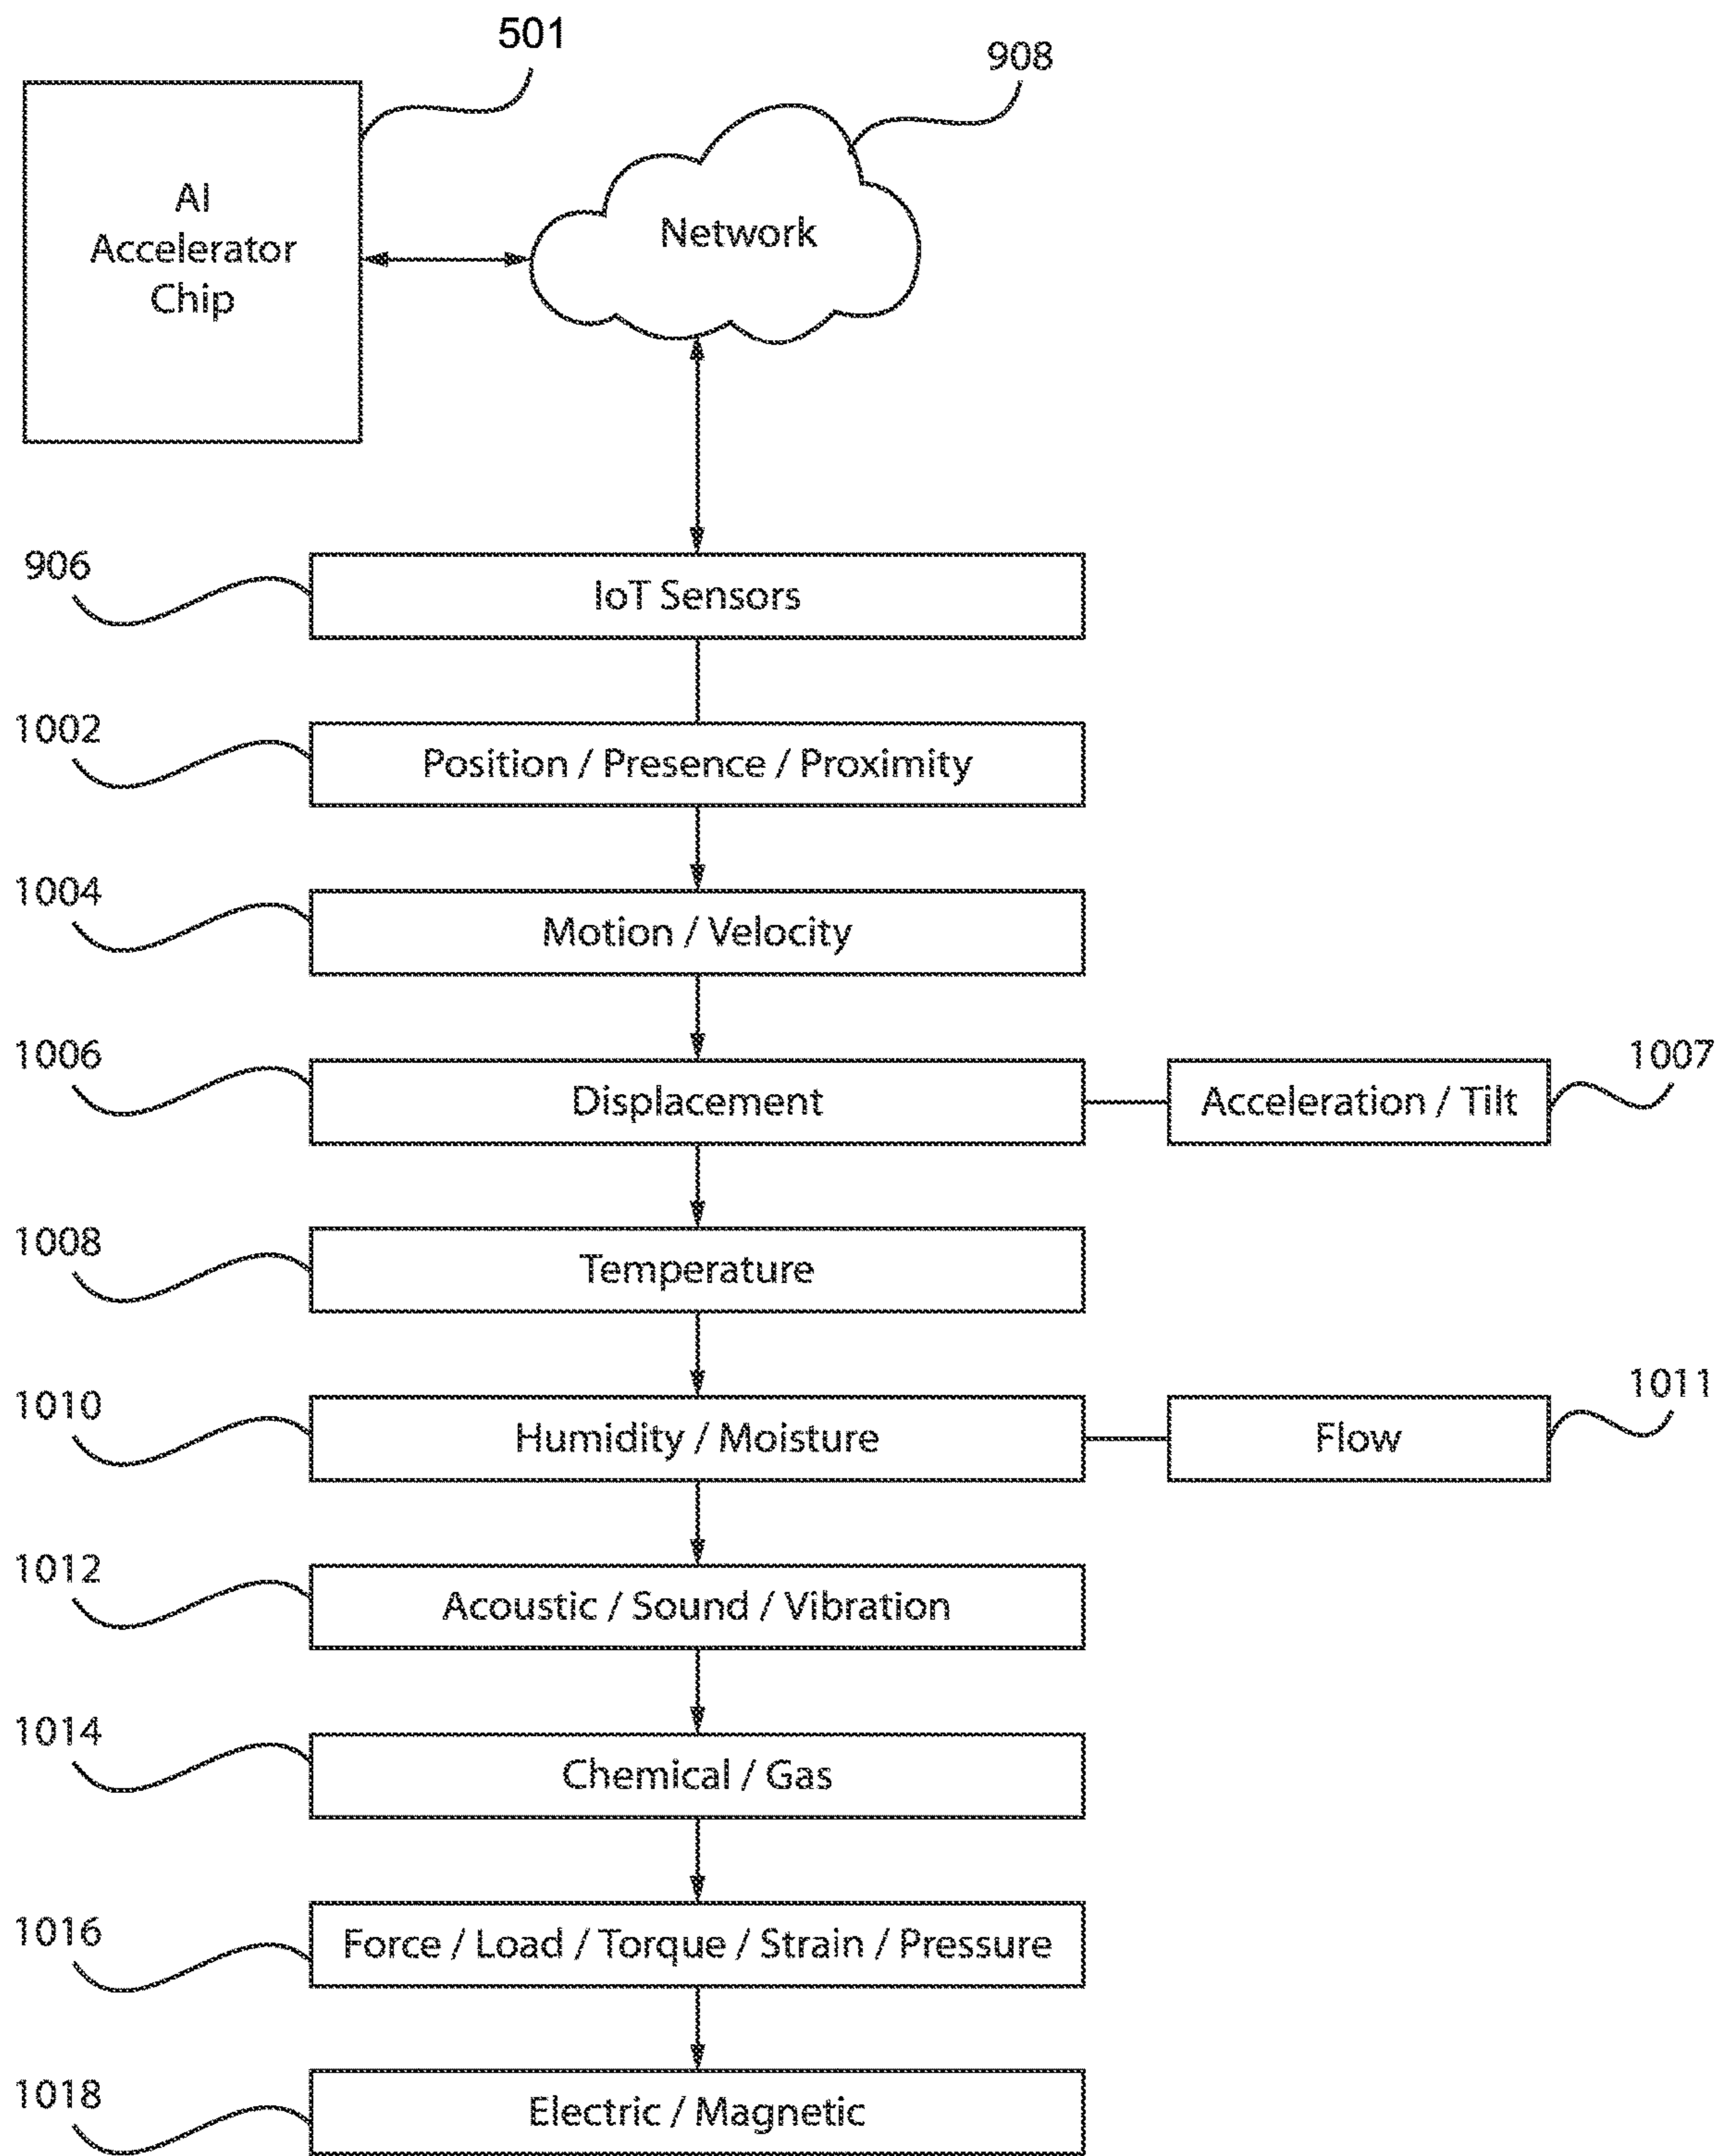 501
908
AI
Accelerator
Chip
Network
906
IoT Sensors
1002
Position / Presence / Proximity
1004
Motion / Velocity
1006
Displacement
Acceleration / Tilt
1007
1008
Temperature
1010
Humidity / Moisture
Flow
1011
1012
Acoustic / Sound / Vibration
1014
Chemical / Gas
1016
Force / Load / Torque / Strain / Pressure
1018
Electric / Magnetic